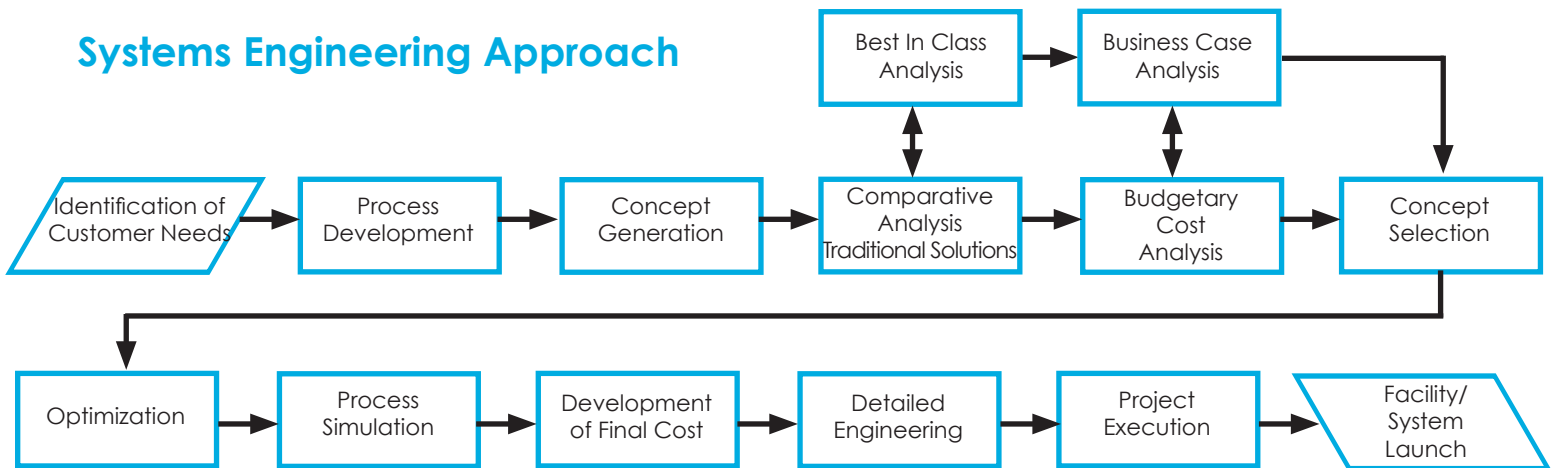 Systems Engineering Approach
Best In Class
Analysis
Business Case
Analysis
Identification of
Customer Needs
Process
Development
Concept
Generation
Comparative
Analysis
Traditional Solutions
Budgetary
Cost
Analysis
Concept
Selection
Optimization
Process
Simulation
Development
of Final Cost
Detailed
Engineering
Project
Execution
Facility/
System
Launch